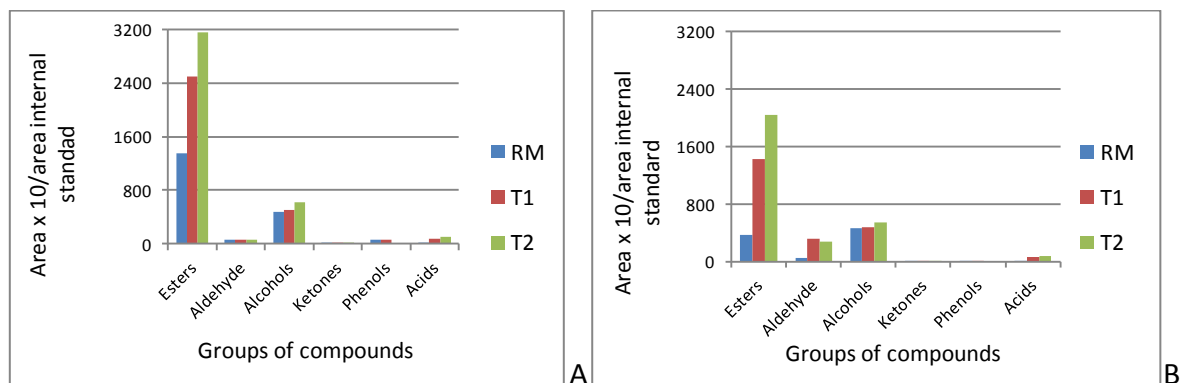 Area x 10/area internal
standad
3200
2400
1600
800
0
Esters
Aldehyde
Alcohols
Ketones
Phenols
Acids
Groups of compounds
RM
T1
T2
A
Area x 10/area internal
standard
3200
2400
1600
800
0
Esters
Aldehyde
Alcohols
Ketones
Phenols
Acids
Groups of compounds
RM
T1
T2
B